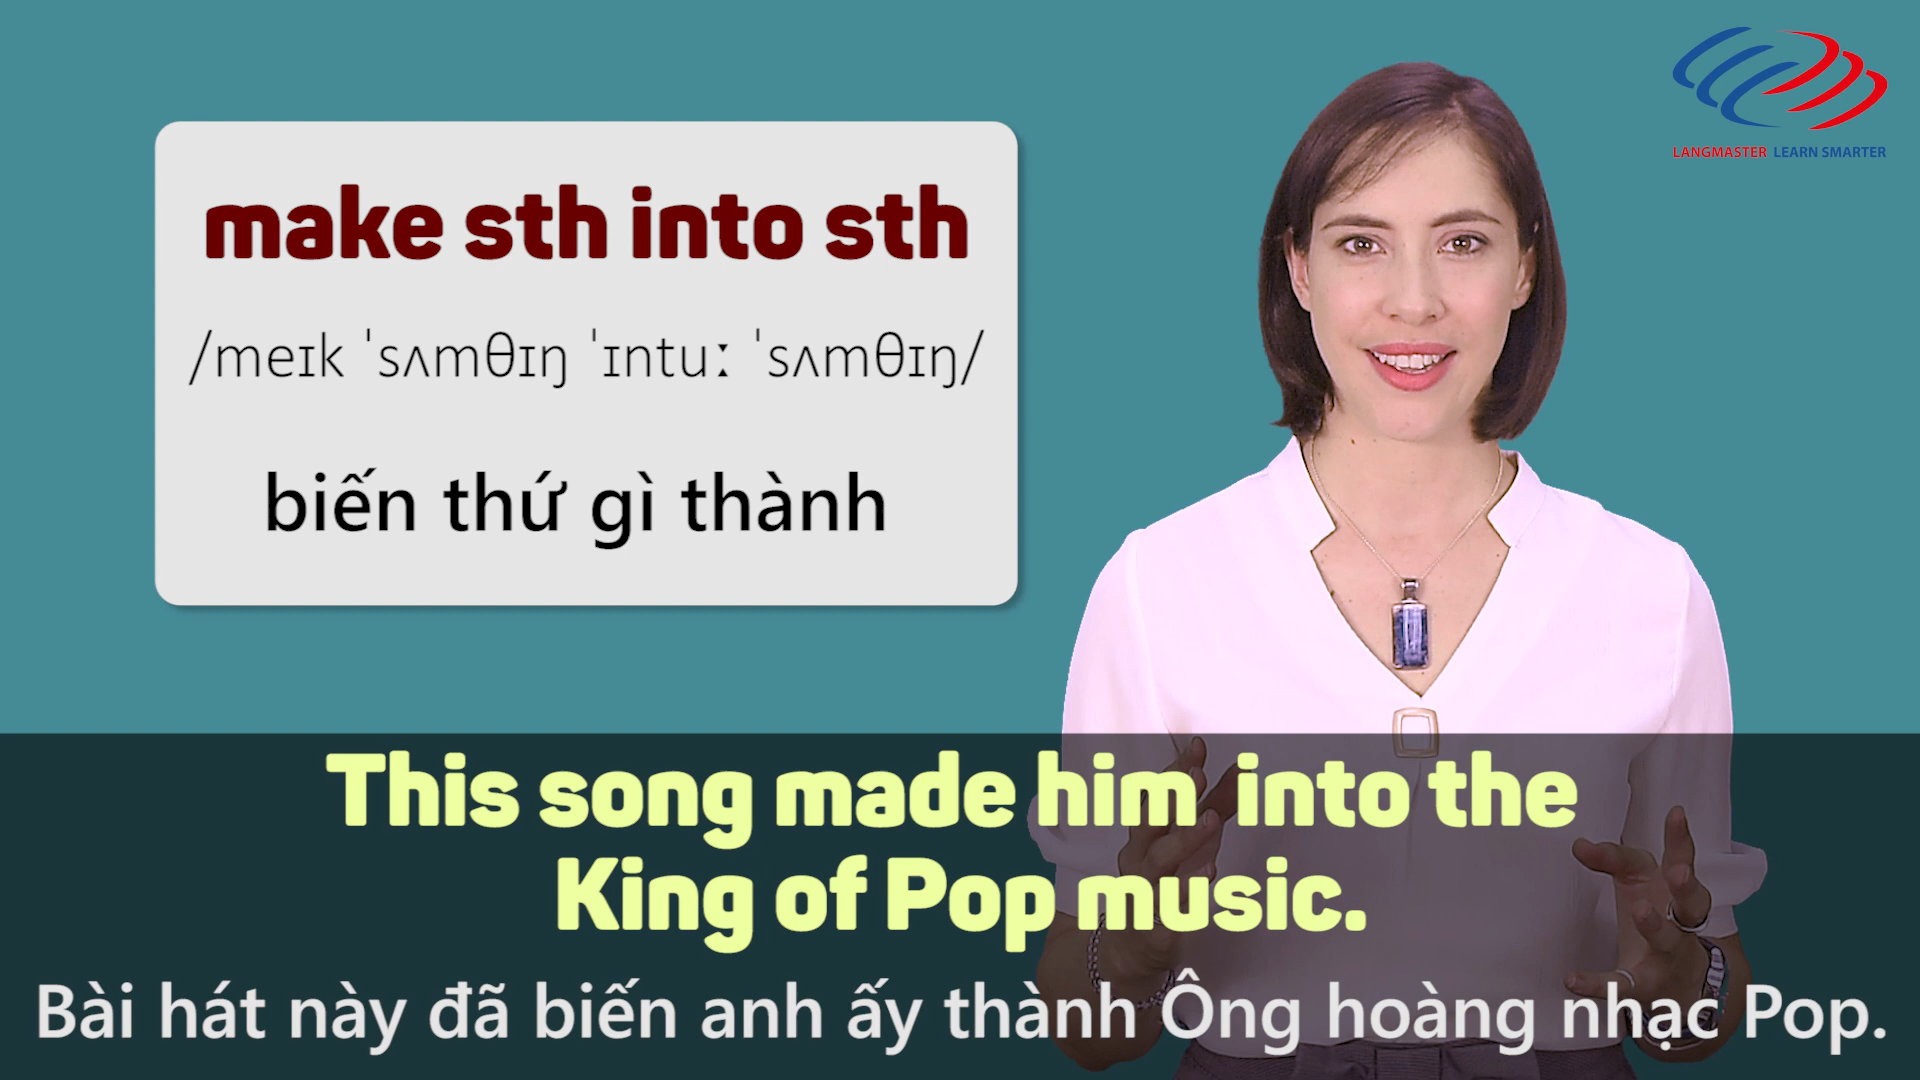 LANGMASTER LEARN SMARTER
make sth into sth
/meɪk ˈsʌmθɪŋ ˈɪntuː ˈsʌmθɪŋ/
biến thứ gì thành
This song made him into the
King of Pop music.
Bài hát này đã biến anh ấy thành Ông hoàng nhạc Pop.